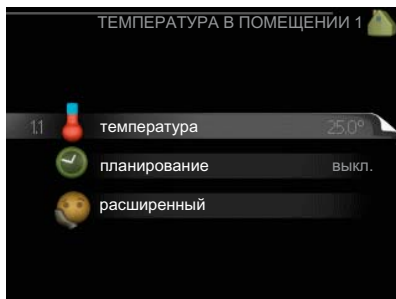 ТЕМПЕРАТУРА В ПОМЕЩЕНИИ 1
1.1 температура 25.0°
планирование выкл.
расширенный